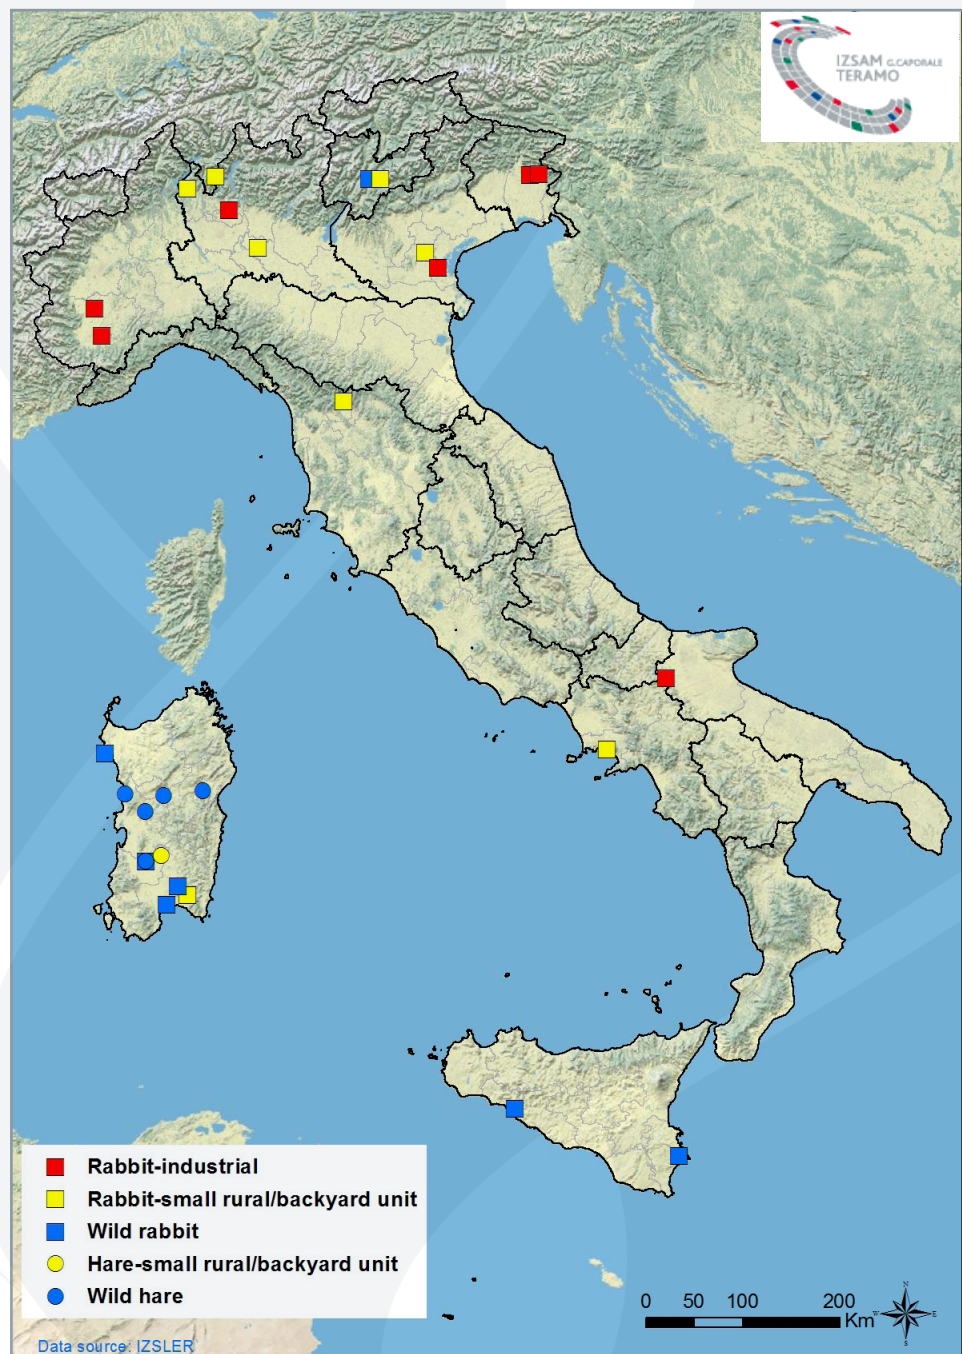 IZSAM G.CAPORALE
TERAMO
Rabbit-industrial
Rabbit-small rural/backyard unit
Wild rabbit
Hare-small rural/backyard unit
Wild hare
0 50 100 200
Km
N
W E
S
Data source: IZSLER